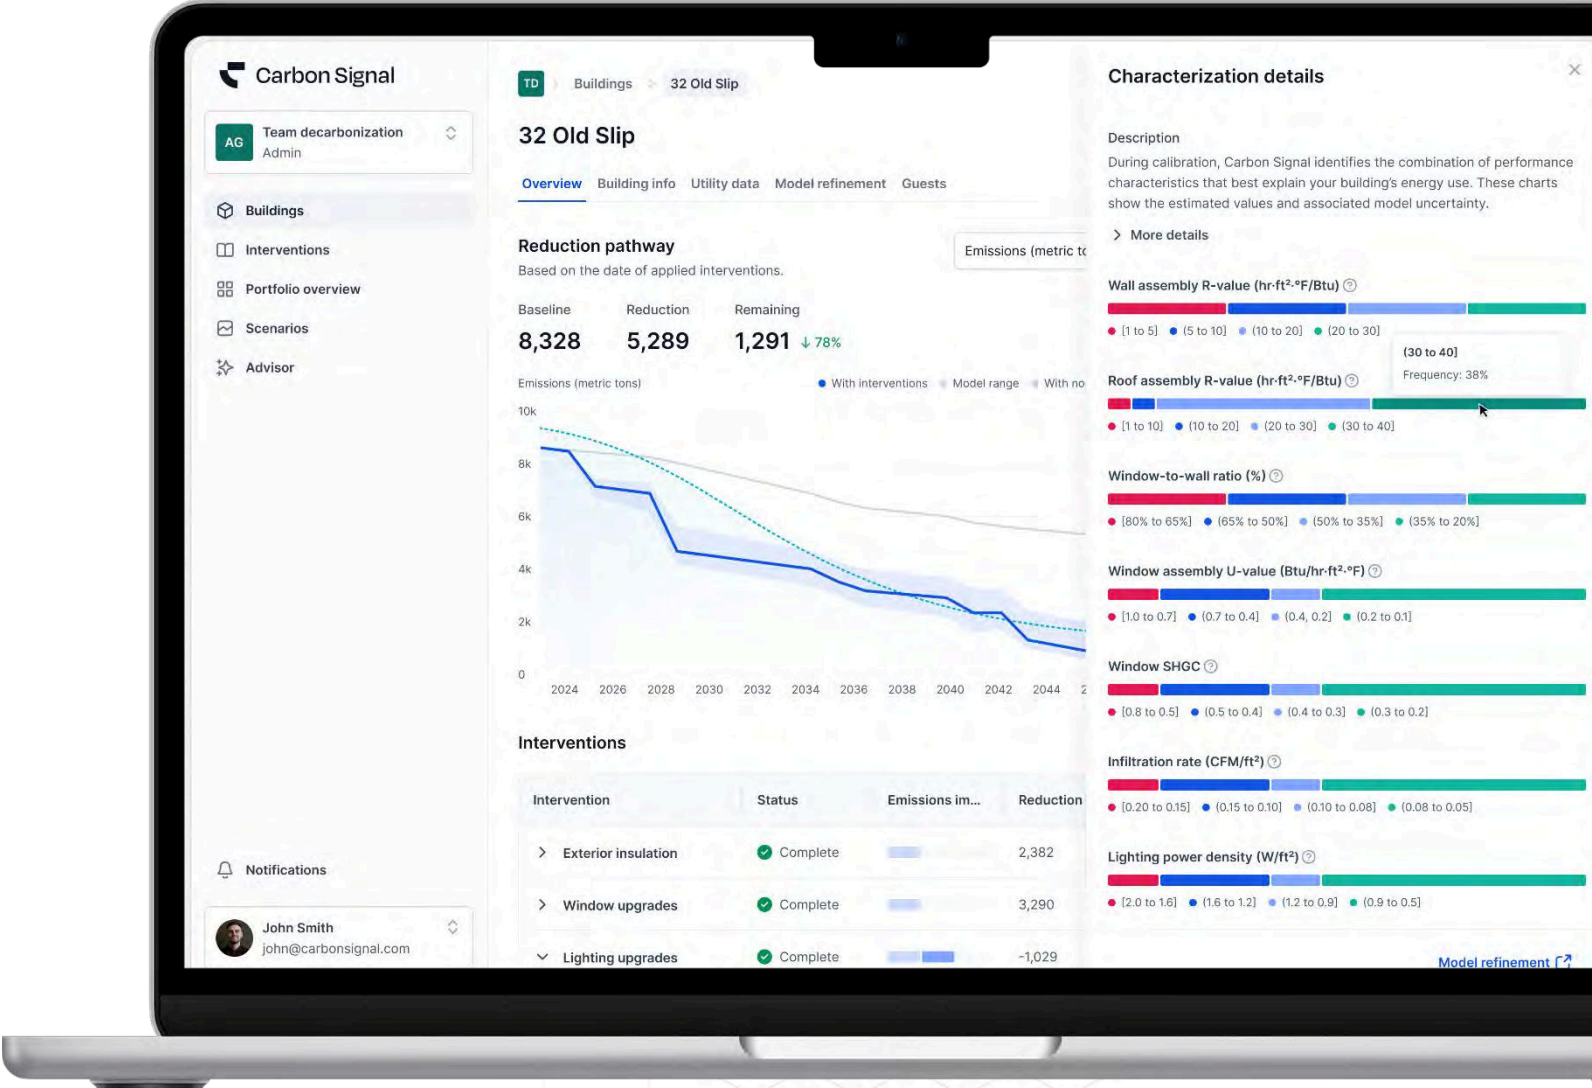 Carbon Signal
AG
Team decarbonization
Admin
Buildings
Interventions
Portfolio overview
Scenarios
Advisor
Notifications
John Smith
john@carbonsignal.com
TD
Buildings
32 Old Slip
32 Old Slip
Overview Building info Utility data Model refinement Guests
Reduction pathway
Based on the date of applied interventions.
Emissions (metric to
Baseline Reduction Remaining
8,328 5,289 1,291 ↓ 78%
Emissions (metric tons)
With interventions Model range With no
10k
8k
6k
4k
2k
0
2024 2026 2028 2030 2032 2034 2036 2038 2040 2042 2044 2
Interventions
Intervention Status Emissions im... Reduction
Exterior insulation Complete 2,382
Window upgrades Complete 3,290
Lighting upgrades Complete -1,029
Characterization details
Description
During calibration, Carbon Signal identifies the combination of performance
characteristics that best explain your building's energy use. These charts
show the estimated values and associated model uncertainty.
More details
Wall assembly R-value (hr·ft²·°F/Btu)
[1 to 5] (5 to 10] (10 to 20] (20 to 30]
(30 to 40]
Frequency: 38%
Roof assembly R-value (hr·ft²·°F/Btu)
[1 to 10] (10 to 20] (20 to 30] (30 to 40]
Window-to-wall ratio (%)
[80% to 65%] (65% to 50%] (50% to 35%] (35% to 20%]
Window assembly U-value (Btu/hr·ft²·°F)
[1.0 to 0.7] (0.7 to 0.4] (0.4, 0.2] (0.2 to 0.1]
Window SHGC
[0.8 to 0.5] (0.5 to 0.4] (0.4 to 0.3] (0.3 to 0.2]
Infiltration rate (CFM/ft²)
[0.20 to 0.15] (0.15 to 0.10] (0.10 to 0.08] (0.08 to 0.05]
Lighting power density (W/ft²)
[2.0 to 1.6] (1.6 to 1.2] (1.2 to 0.9] (0.9 to 0.5]
Model refinement